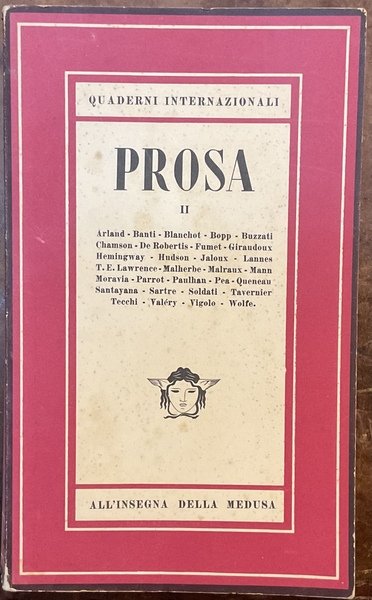 QUADERNI INTERNAZIONALI
PROSA
II
Arland - Banti - Blanchot - Bopp - Buzzati
Chamson - De Robertis - Fumet - Giraudoux
Hemingway - Hudson - Jaloux - Lannes
T. E. Lawrence - Malherbe - Malraux - Mann
Moravia - Parrot - Paulhan - Pea - Queneau
Santayana - Sartre - Soldati - Tavernier
Tecchi - Valéry - Vigolo - Wolfe.
ALL'INSEGNA DELLA MEDUSA